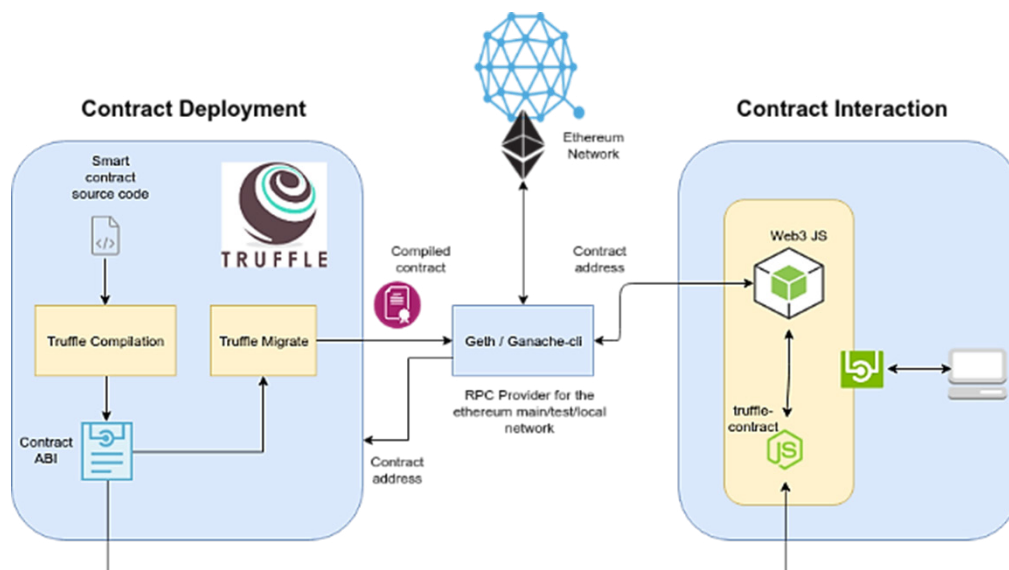 Contract Deployment
Smart
contract
source code
TRUFFLE
Truffle Compilation
Truffle Migrate
Contract
ABI
Compiled
contract
Ethereum
Network
Geth / Ganache-cli
RPC Provider for the
ethereum main/test/local
network
Contract
address
Contract
address
Contract Interaction
Web3 JS
truffle-
contract
JS